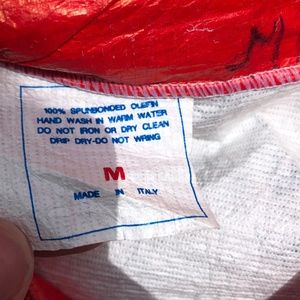 M
100% SPUNBONDED OLEFIN
HAND WASH IN WARM WATER
DO NOT IRON OR DRY CLEAN
DRIP DRY-DO NOT WRING
M
MADE IN ITALY